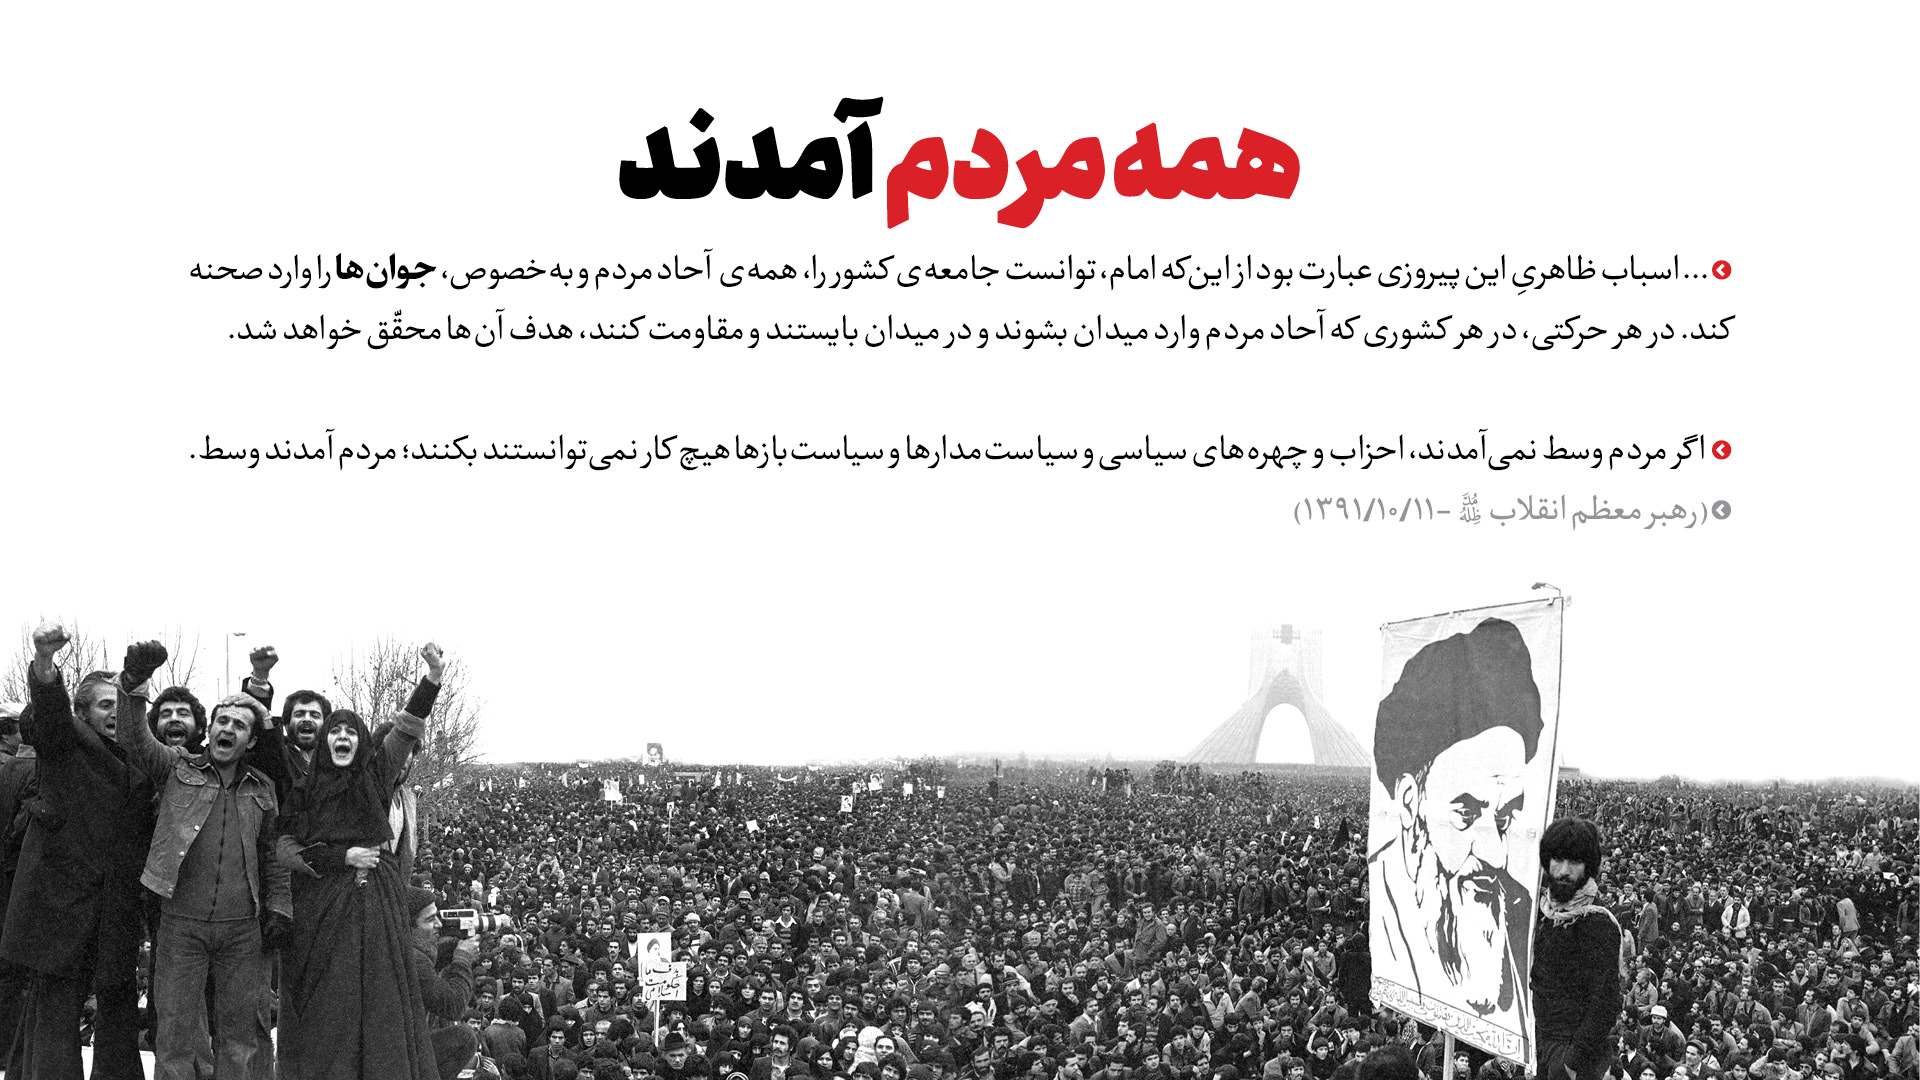 همه مردم آمدند
... اسباب ظاهریِ این پیروزی عبارت بود از این‌که امام، توانست جامعه‌ی کشور را، همه‌ی آحاد مردم و به‌خصوص، جوان‌ها را وارد صحنه
کند. در هر حرکتی، در هر کشوری که آحاد مردم وارد میدان بشوند و در میدان بایستند و مقاومت کنند، هدف آن‌ها محقّق خواهد شد.
اگر مردم وسط نمی‌آمدند، احزاب و چهره‌های سیاسی و سیاست‌مدارها و سیاست‌بازها هیچ کار نمی‌توانستند بکنند؛ مردم آمدند وسط.
(رهبر معظم انقلاب مُدَّ ظِلُّهُ -۱۳۹۱/۱۰/۱۱)
حکومت
اسلامی